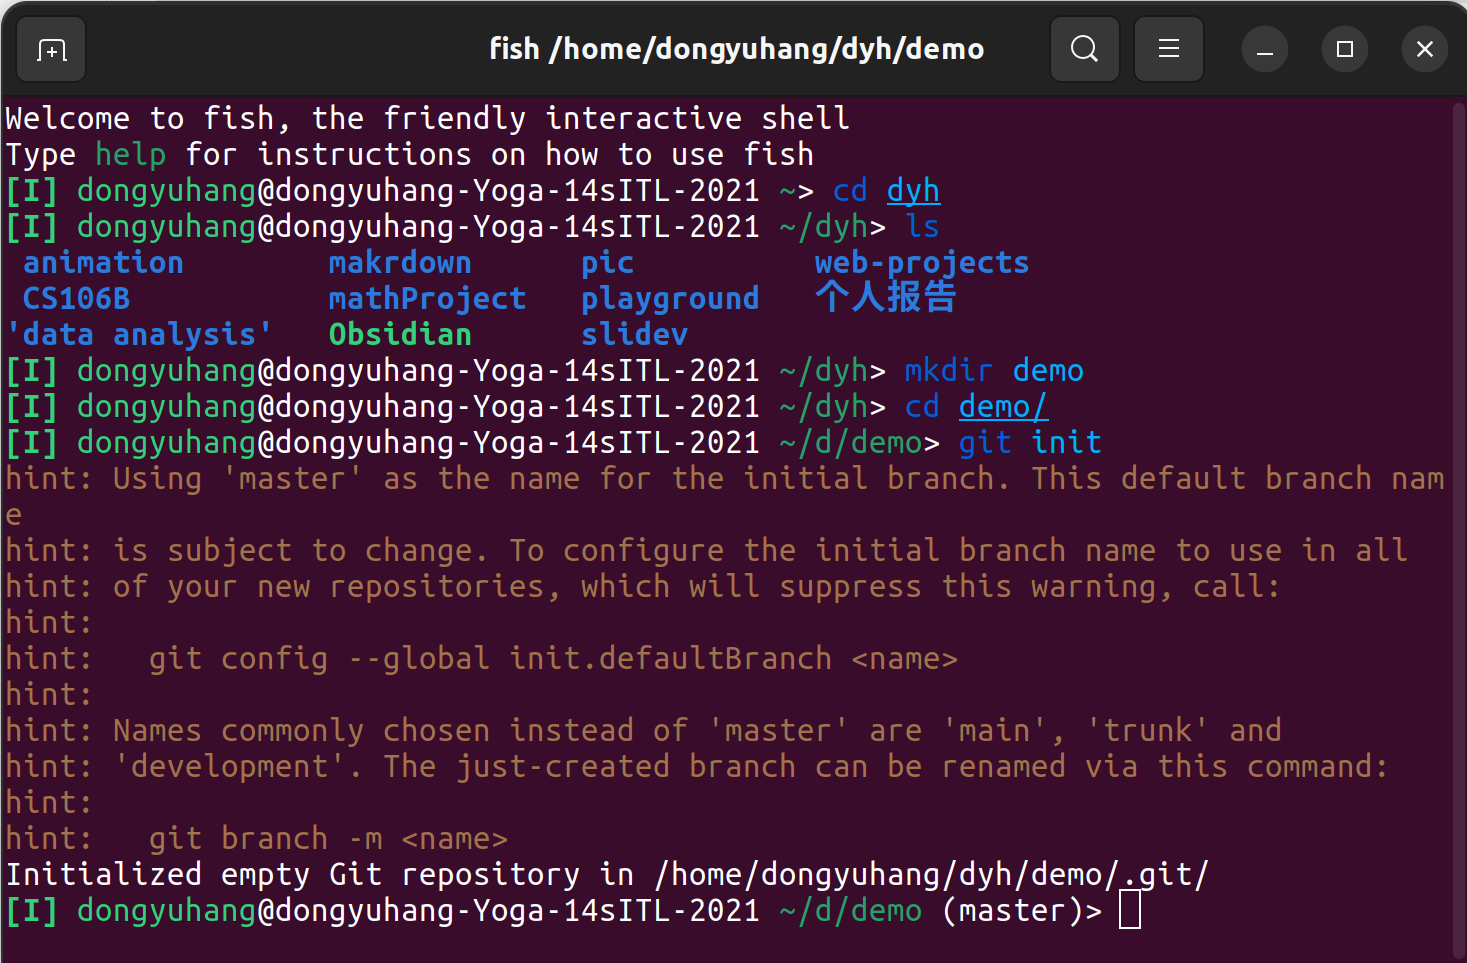 fish /home/dongyuhang/dyh/demo
Welcome to fish, the friendly interactive shell
Type help for instructions on how to use fish
[I] dongyuhang@dongyuhang-Yoga-14sITL-2021 ~> cd dyh
[I] dongyuhang@dongyuhang-Yoga-14sITL-2021 ~/dyh> ls
animation makrdown pic web-projects
CS106B mathProject playground 个人报告
'data analysis' Obsidian slidev
[I] dongyuhang@dongyuhang-Yoga-14sITL-2021 ~/dyh> mkdir demo
[I] dongyuhang@dongyuhang-Yoga-14sITL-2021 ~/dyh> cd demo/
[I] dongyuhang@dongyuhang-Yoga-14sITL-2021 ~/d/demo> git init
hint: Using 'master' as the name for the initial branch. This default branch nam
e
hint: is subject to change. To configure the initial branch name to use in all
hint: of your new repositories, which will suppress this warning, call:
hint:
hint:   git config --global init.defaultBranch <name>
hint:
hint: Names commonly chosen instead of 'master' are 'main', 'trunk' and
hint: 'development'. The just-created branch can be renamed via this command:
hint:
hint:   git branch -m <name>
Initialized empty Git repository in /home/dongyuhang/dyh/demo/.git/
[I] dongyuhang@dongyuhang-Yoga-14sITL-2021 ~/d/demo (master)>